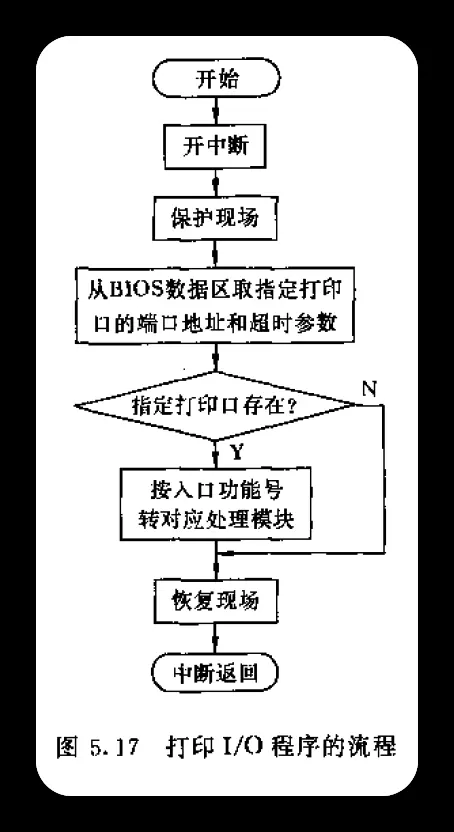 开始
开中断
保护现场
从BIOS数据区取指定打印
口的端口地址和超时参数
指定打印口存在?
N
Y
按入口功能号
转对应处理模块
恢复现场
中断返回
图 5.17 打印 I/O 程序的流程